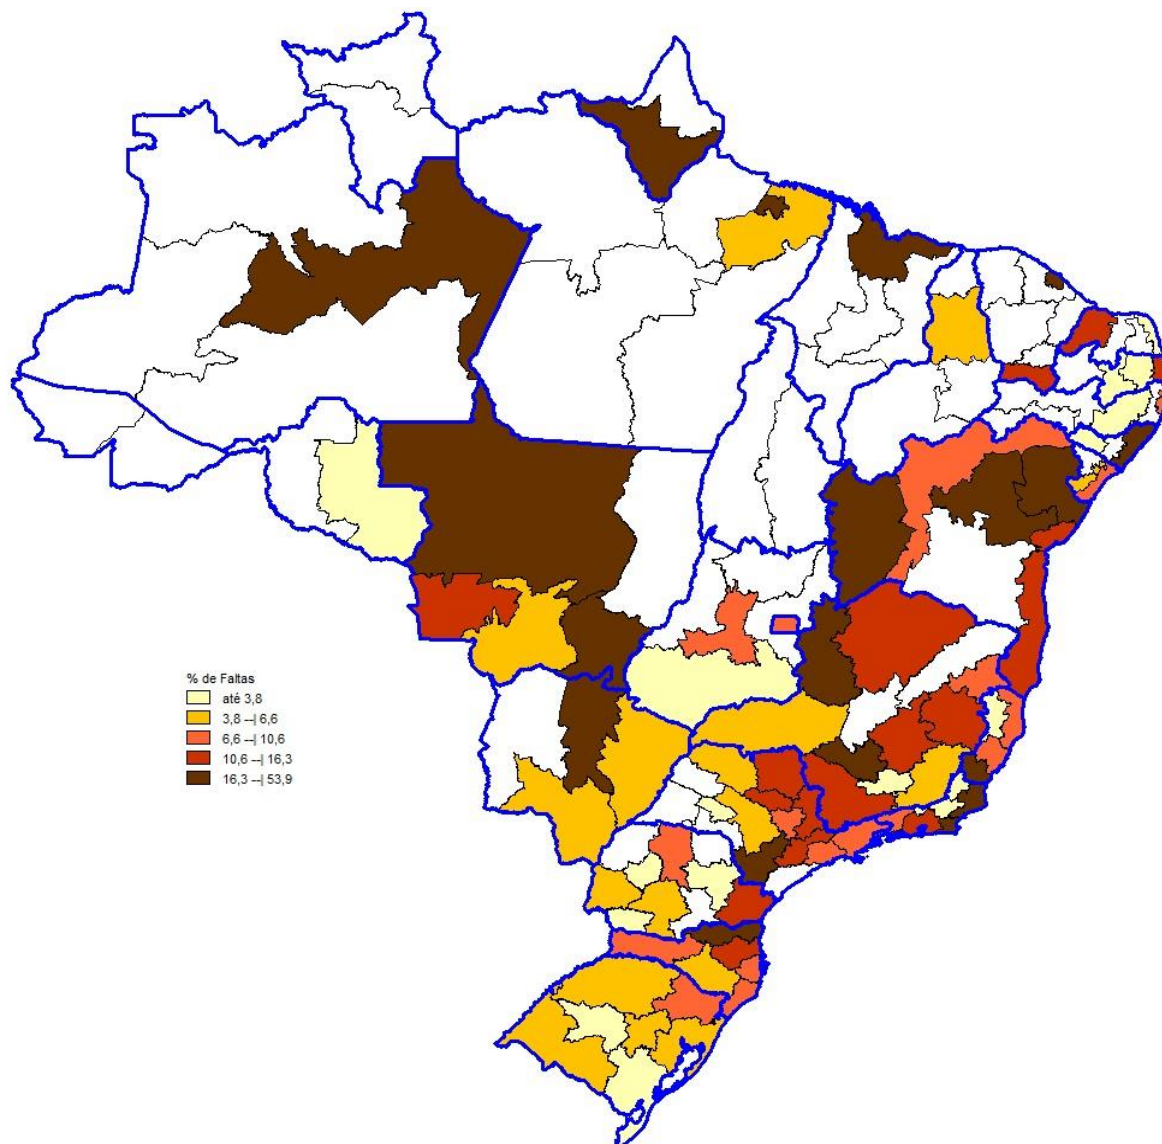 % de Faltas
até 3,8
3,8 --| 6,6
6,6 --| 10,6
10,6 --| 16,3
16,3 --| 53,9